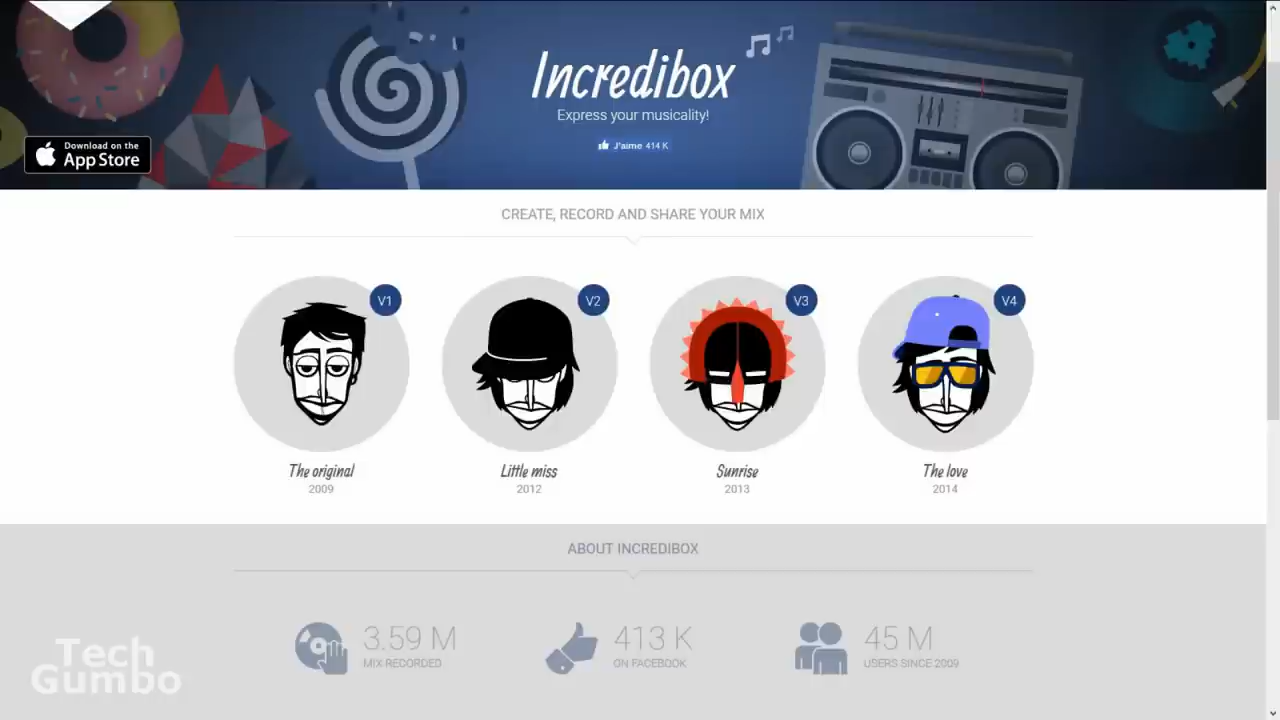 Incredibox
Express your musicality!
J'aime 414 K
Download on the
App Store
CREATE, RECORD AND SHARE YOUR MIX
V1
V2
V3
V4
The original
Little miss
Sunrise
The love
2009
2012
2013
2014
ABOUT INCREDIBOX
3.59 M
413 K
45 M
MIX RECORDED
ON FACEBOOK
USERS SINCE 2009
Tech
Gumbo